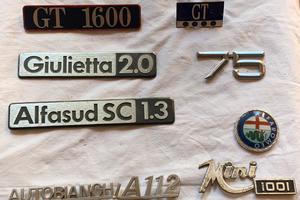 GT 1600
GT
Giulietta 2.0
75
Alfasud SC 1.3
AUTOBIANCHI A112
Mini 1001